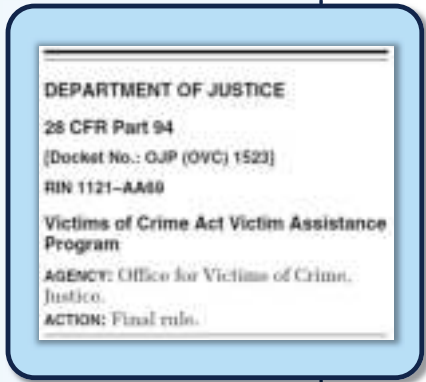 DEPARTMENT OF JUSTICE
28 CFR Part 94
[Docket No.: OJP (OVC) 1523]
RIN 1121–AA69
Victims of Crime Act Victim Assistance
Program
AGENCY: Office for Victims of Crime,
Justice.
ACTION: Final rule.